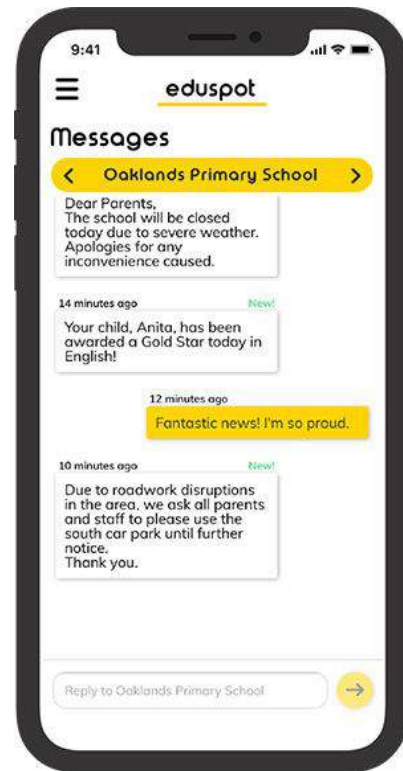 9:41
eduspot
Messages
Oaklands Primary School
Dear Parents,
The school will be closed
today due to severe weather.
Apologies for any
inconvenience caused.
14 minutes ago New!
Your child, Anita, has been
awarded a Gold Star today in
English!
12 minutes ago
Fantastic news! I'm so proud.
10 minutes ago New!
Due to roadwork disruptions
in the area, we ask all parents
and staff to please use the
south car park until further
notice.
Thank you.
Reply to Oaklands Primary School